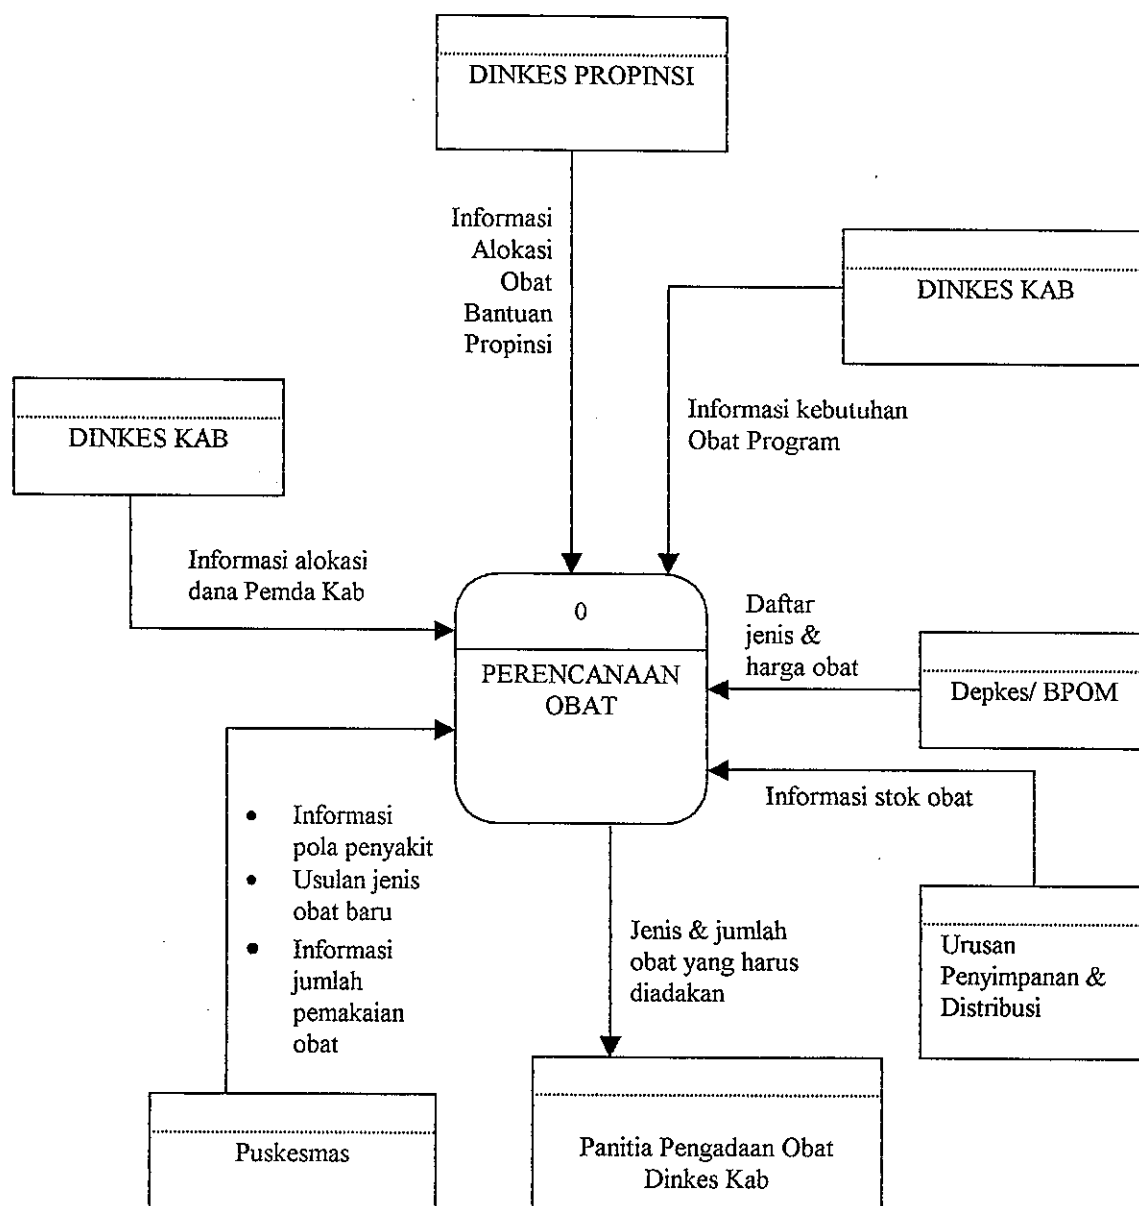 DINKES PROPINSI
Informasi
Alokasi
Obat
Bantuan
Propinsi
DINKES KAB
Informasi kebutuhan
Obat Program
DINKES KAB
Informasi alokasi
dana Pemda Kab
0
PERENCANAAN
OBAT
Daftar
jenis &
harga obat
Depkes/ BPOM
Informasi stok obat
• Informasi
pola penyakit
• Usulan jenis
obat baru
• Informasi
jumlah
pemakaian
obat
Jenis & jumlah
obat yang harus
diadakan
Urusan
Penyimpanan &
Distribusi
Puskesmas
Panitia Pengadaan Obat
Dinkes Kab